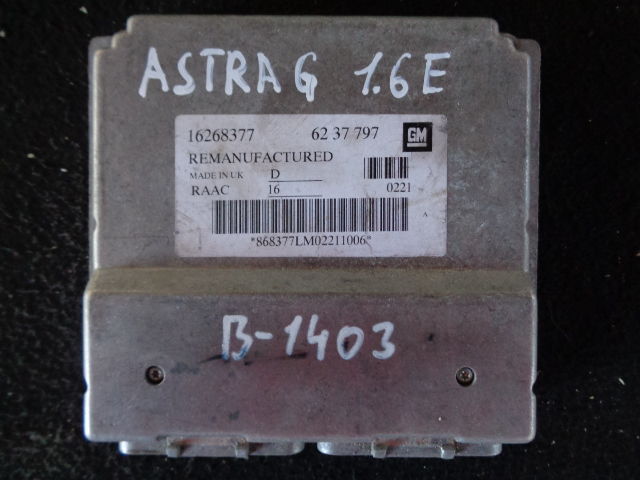 ASTRA G 1.6E
16268377 62 37 797 GM
REMANUFACTURED
MADE IN UK D
RAAC 16 0221
A
*868377LM02211006*
B-1403